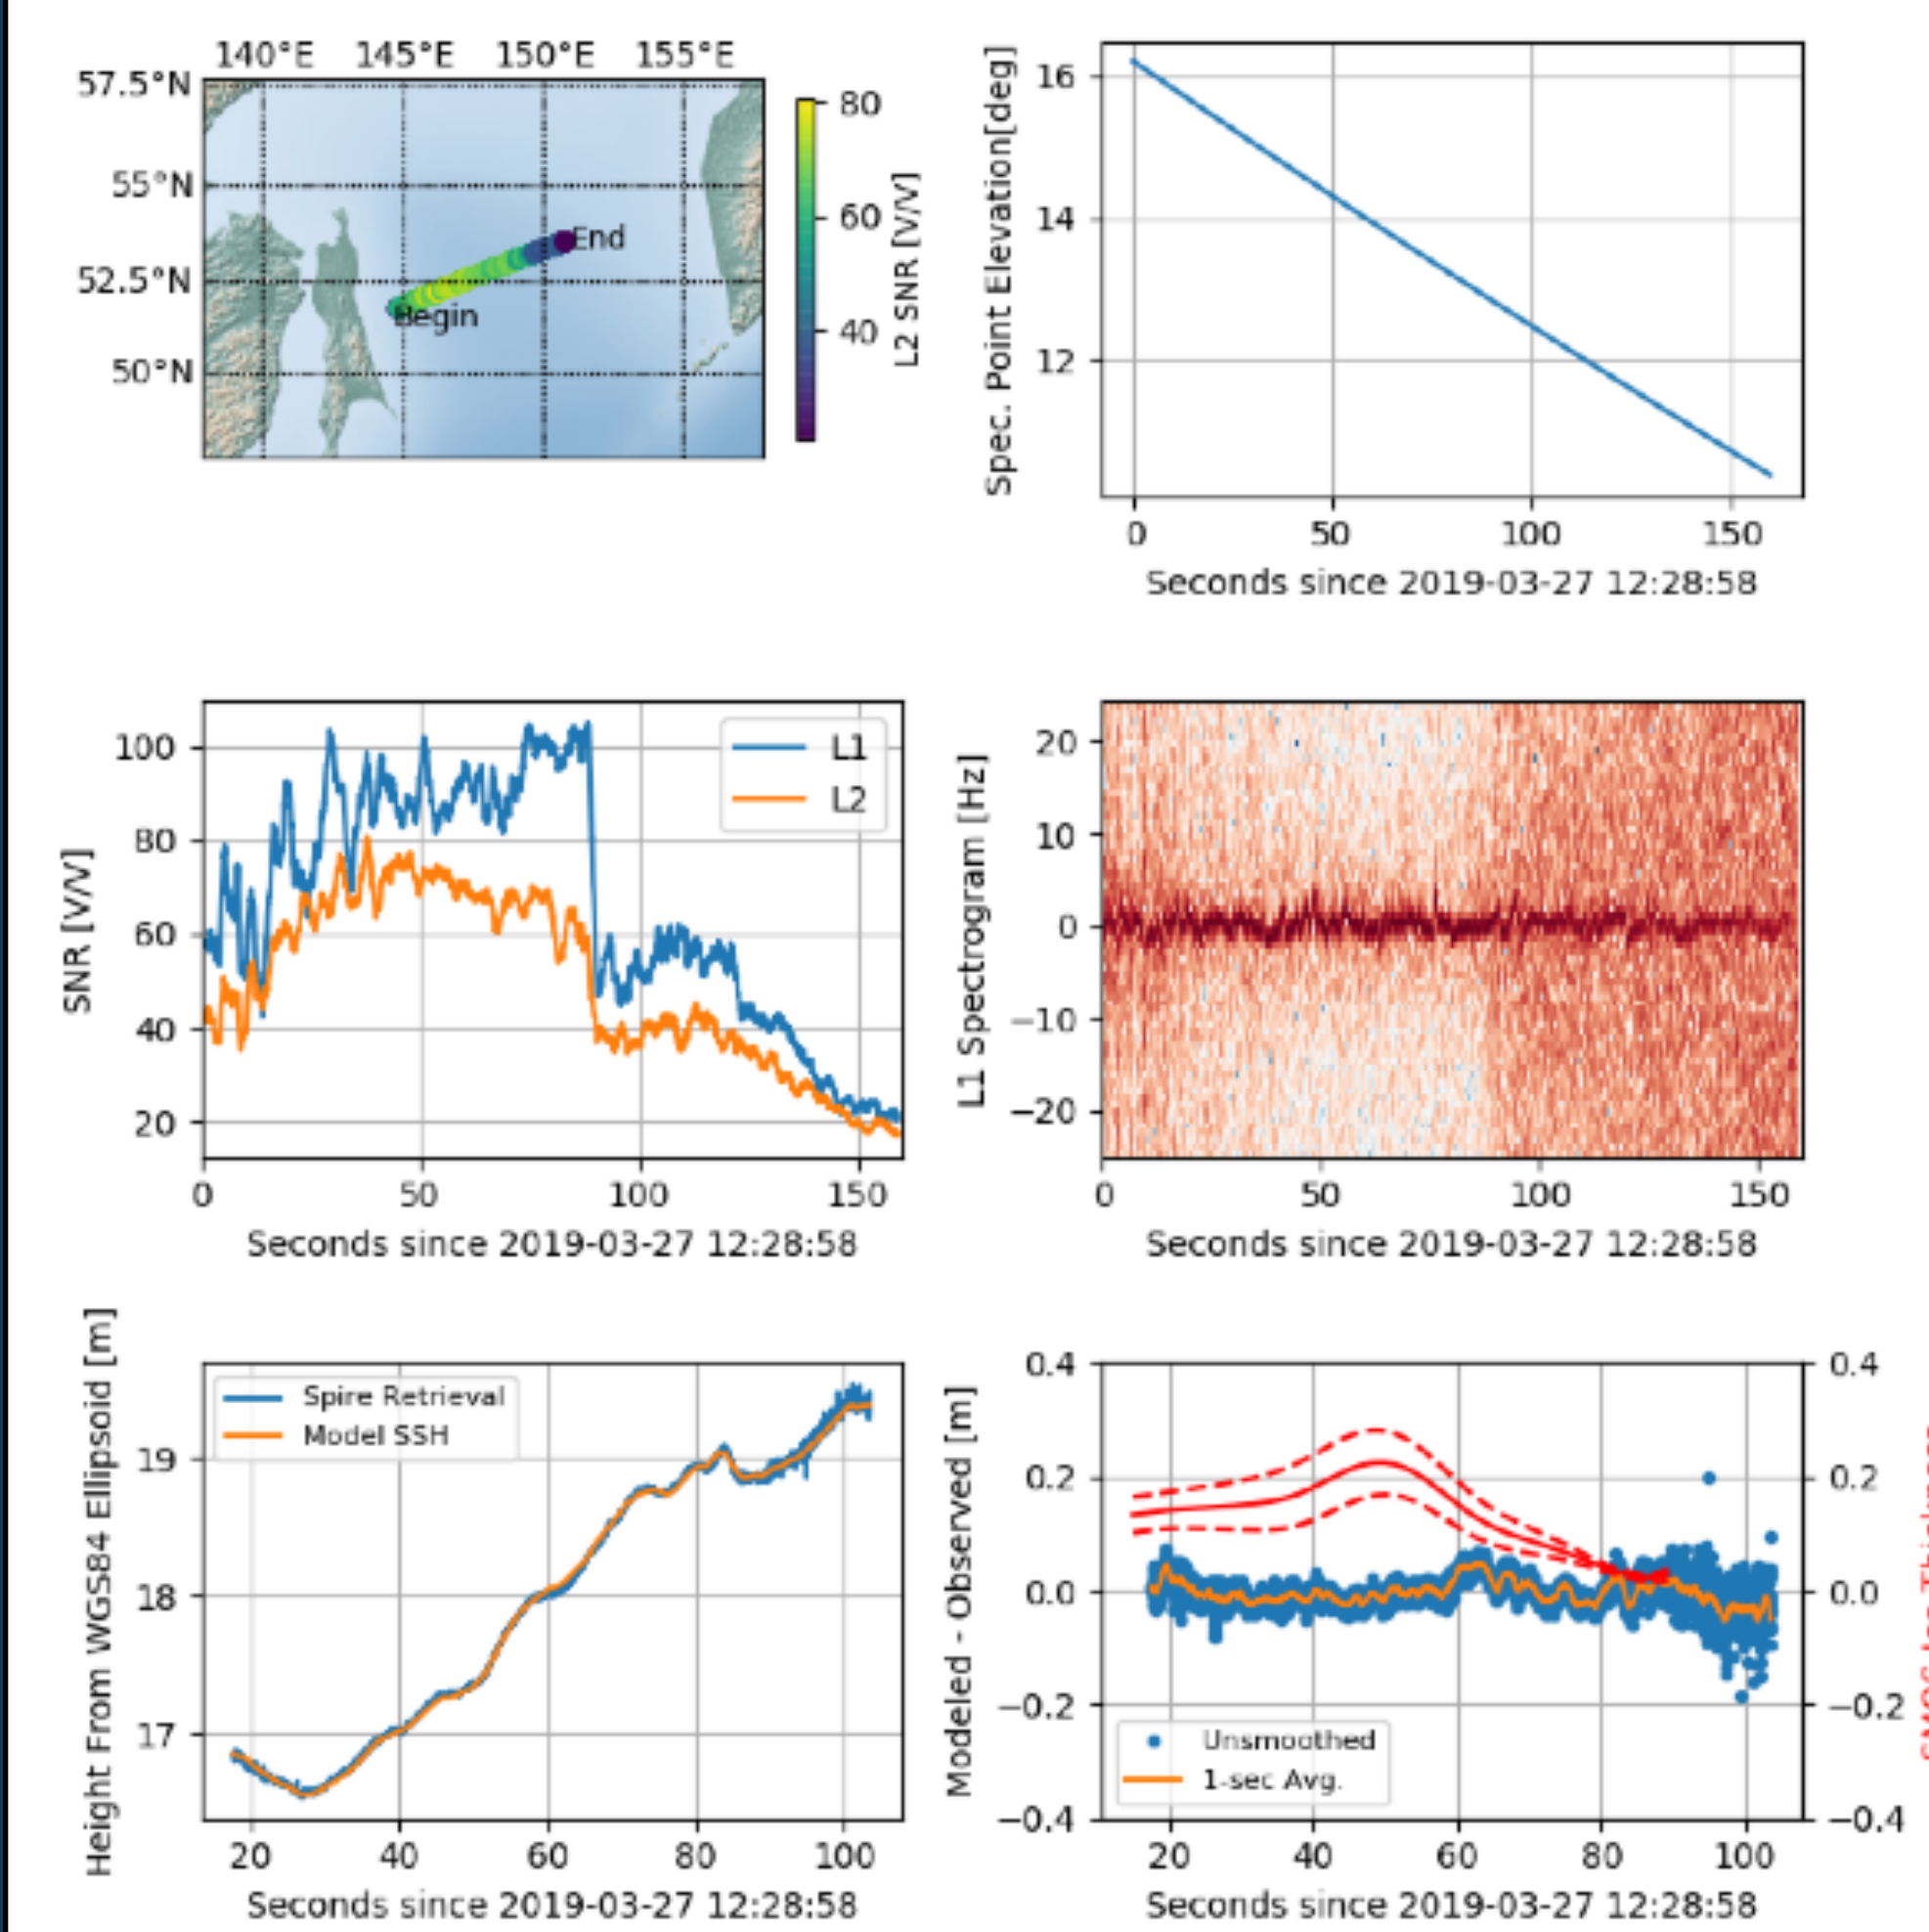 140°E 145°E 150°E 155°E
57.5°N
55°N
52.5°N
50°N
End
Begin
80
60
40
L2 SNR [V/V]
Spec. Point Elevation[deg]
16
14
12
0 50 100 150
Seconds since 2019-03-27 12:28:58
SNR [V/V]
100
80
60
40
20
L1
L2
0 50 100 150
Seconds since 2019-03-27 12:28:58
L1 Spectrogram [Hz]
20
10
0
−10
−20
0 50 100 150
Seconds since 2019-03-27 12:28:58
Height From WGS84 Ellipsoid [m]
19
18
17
Spire Retrieval
Model SSH
20 40 60 80 100
Seconds since 2019-03-27 12:28:58
Modeled - Observed [m]
0.4
0.2
0.0
−0.2
−0.4
Unsmoothed
1-sec Avg.
0.4
0.2
0.0
−0.2
−0.4
20 40 60 80 100
Seconds since 2019-03-27 12:28:58